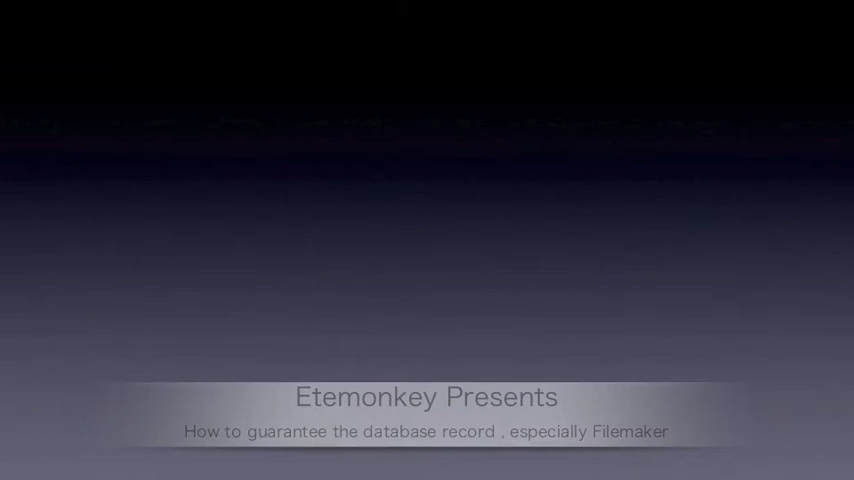 Etemonkey Presents
How to guarantee the database record , especially Filemaker